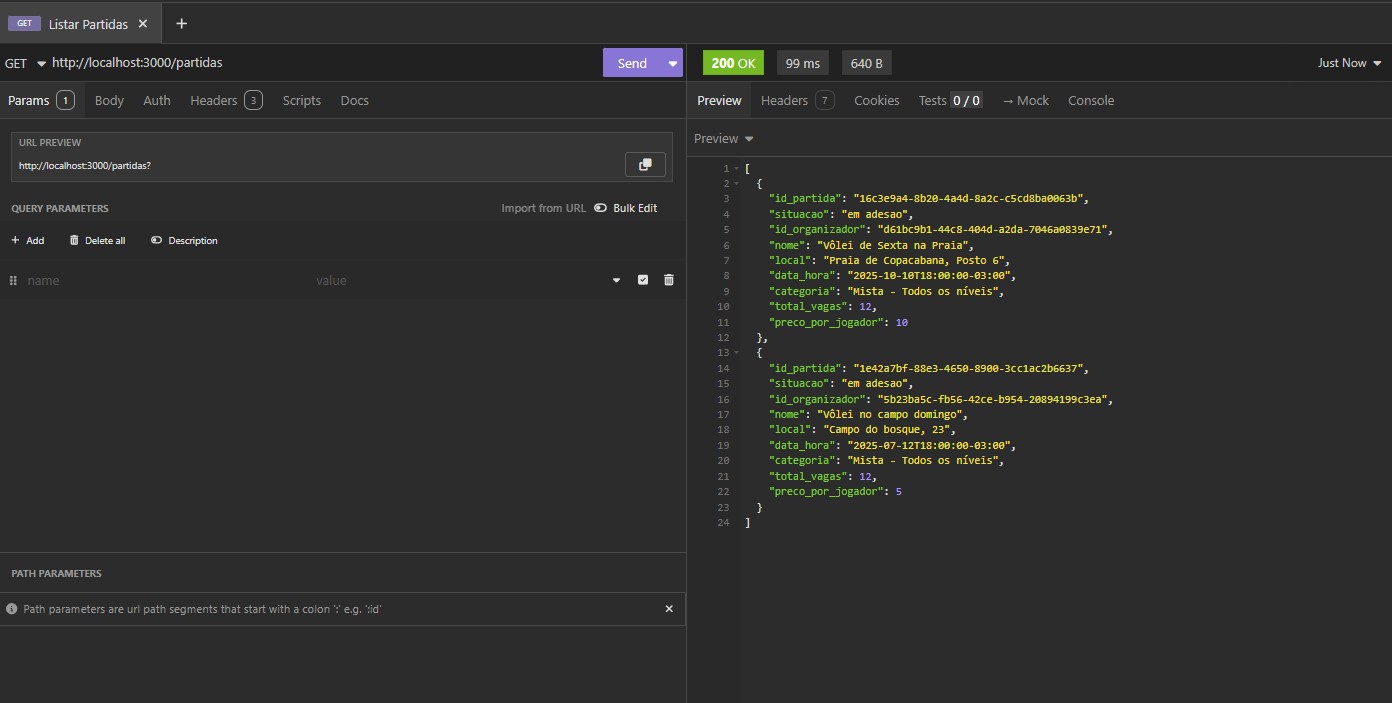 GET Listar Partidas
GET http://localhost:3000/partidas Send
Params 1 Body Auth Headers 3 Scripts Docs
URL PREVIEW
http://localhost:3000/partidas?
QUERY PARAMETERS Import from URL Bulk Edit
+ Add Delete all Description
name value
PATH PARAMETERS
Path parameters are url path segments that start with a colon ':' e.g. ':id'
200 OK 99 ms 640 B Just Now
Preview Headers 7 Cookies Tests 0 / 0 → Mock Console
Preview
1 [
2 {
3 "id_partida": "16c3e9a4-8b20-4a4d-8a2c-c5cd8ba0063b",
4 "situacao": "em adesao",
5 "id_organizador": "d61bc9b1-44c8-404d-a2da-7046a0839e71",
6 "nome": "Vôlei de Sexta na Praia",
7 "local": "Praia de Copacabana, Posto 6",
8 "data_hora": "2025-10-10T18:00:00-03:00",
9 "categoria": "Mista - Todos os níveis",
10 "total_vagas": 12,
11 "preco_por_jogador": 10
12 },
13 {
14 "id_partida": "1e42a7bf-88e3-4650-8900-3cc1ac2b6637",
15 "situacao": "em adesao",
16 "id_organizador": "5b23ba5c-fb56-42ce-b954-20894199c3ea",
17 "nome": "Vôlei no campo domingo",
18 "local": "Campo do bosque, 23",
19 "data_hora": "2025-07-12T18:00:00-03:00",
20 "categoria": "Mista - Todos os níveis",
21 "total_vagas": 12,
22 "preco_por_jogador": 5
23 }
24 ]